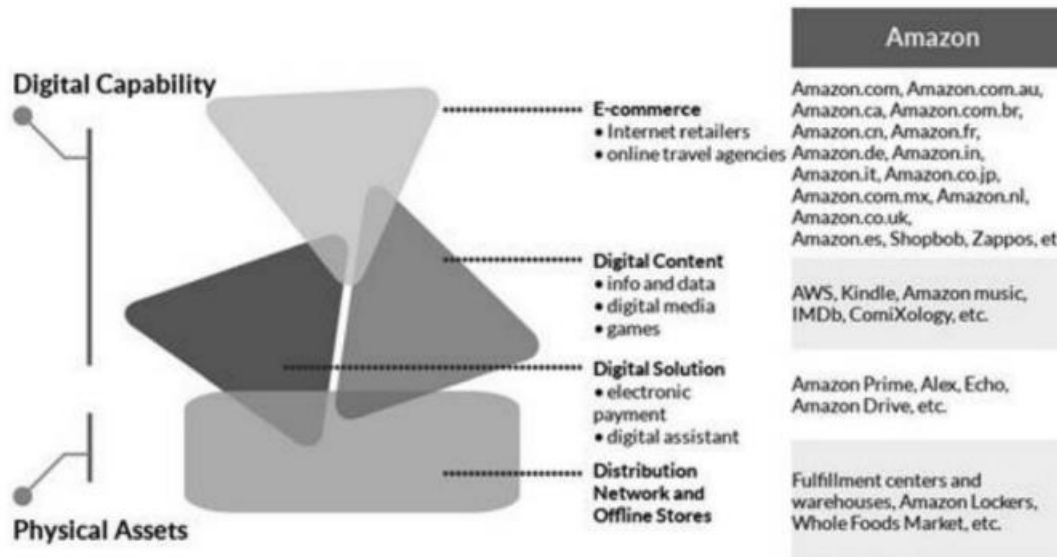 Digital Capability
Physical Assets
E-commerce
• Internet retailers
• online travel agencies
Digital Content
• info and data
• digital media
• games
Digital Solution
• electronic
payment
• digital assistant
Distribution
Network and
Offline Stores
Amazon
Amazon.com, Amazon.com.au,
Amazon.ca, Amazon.com.br,
Amazon.cn, Amazon.fr,
Amazon.de, Amazon.in,
Amazon.it, Amazon.co.jp,
Amazon.com.mx, Amazon.nl,
Amazon.co.uk,
Amazon.es, Shopbob, Zappos, et
AWS, Kindle, Amazon music,
IMDb, ComiXology, etc.
Amazon Prime, Alex, Echo,
Amazon Drive, etc.
Fulfillment centers and
warehouses, Amazon Lockers,
Whole Foods Market, etc.